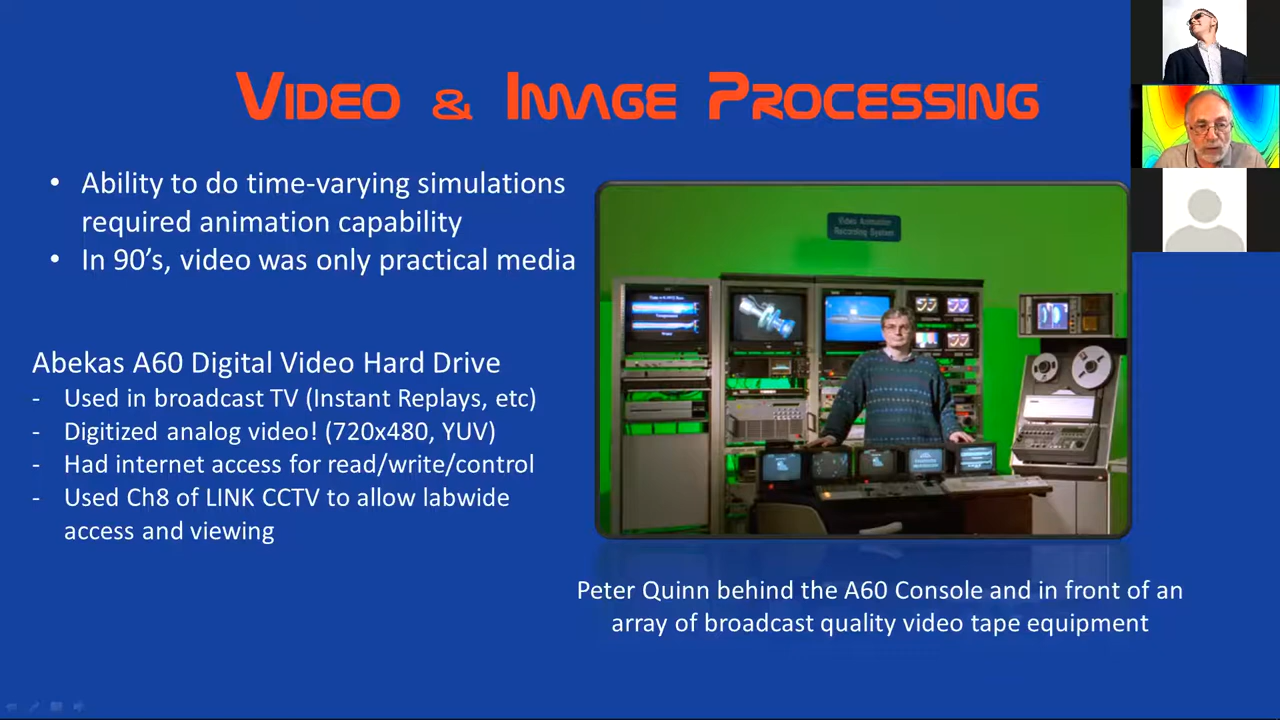 VIDEO & IMAGE PROCESSING
• Ability to do time-varying simulations
required animation capability
• In 90’s, video was only practical media
Abekas A60 Digital Video Hard Drive
- Used in broadcast TV (Instant Replays, etc)
- Digitized analog video! (720x480, YUV)
- Had internet access for read/write/control
- Used Ch8 of LINK CCTV to allow labwide
access and viewing
Video Animation
Recording System
Peter Quinn behind the A60 Console and in front of an
array of broadcast quality video tape equipment